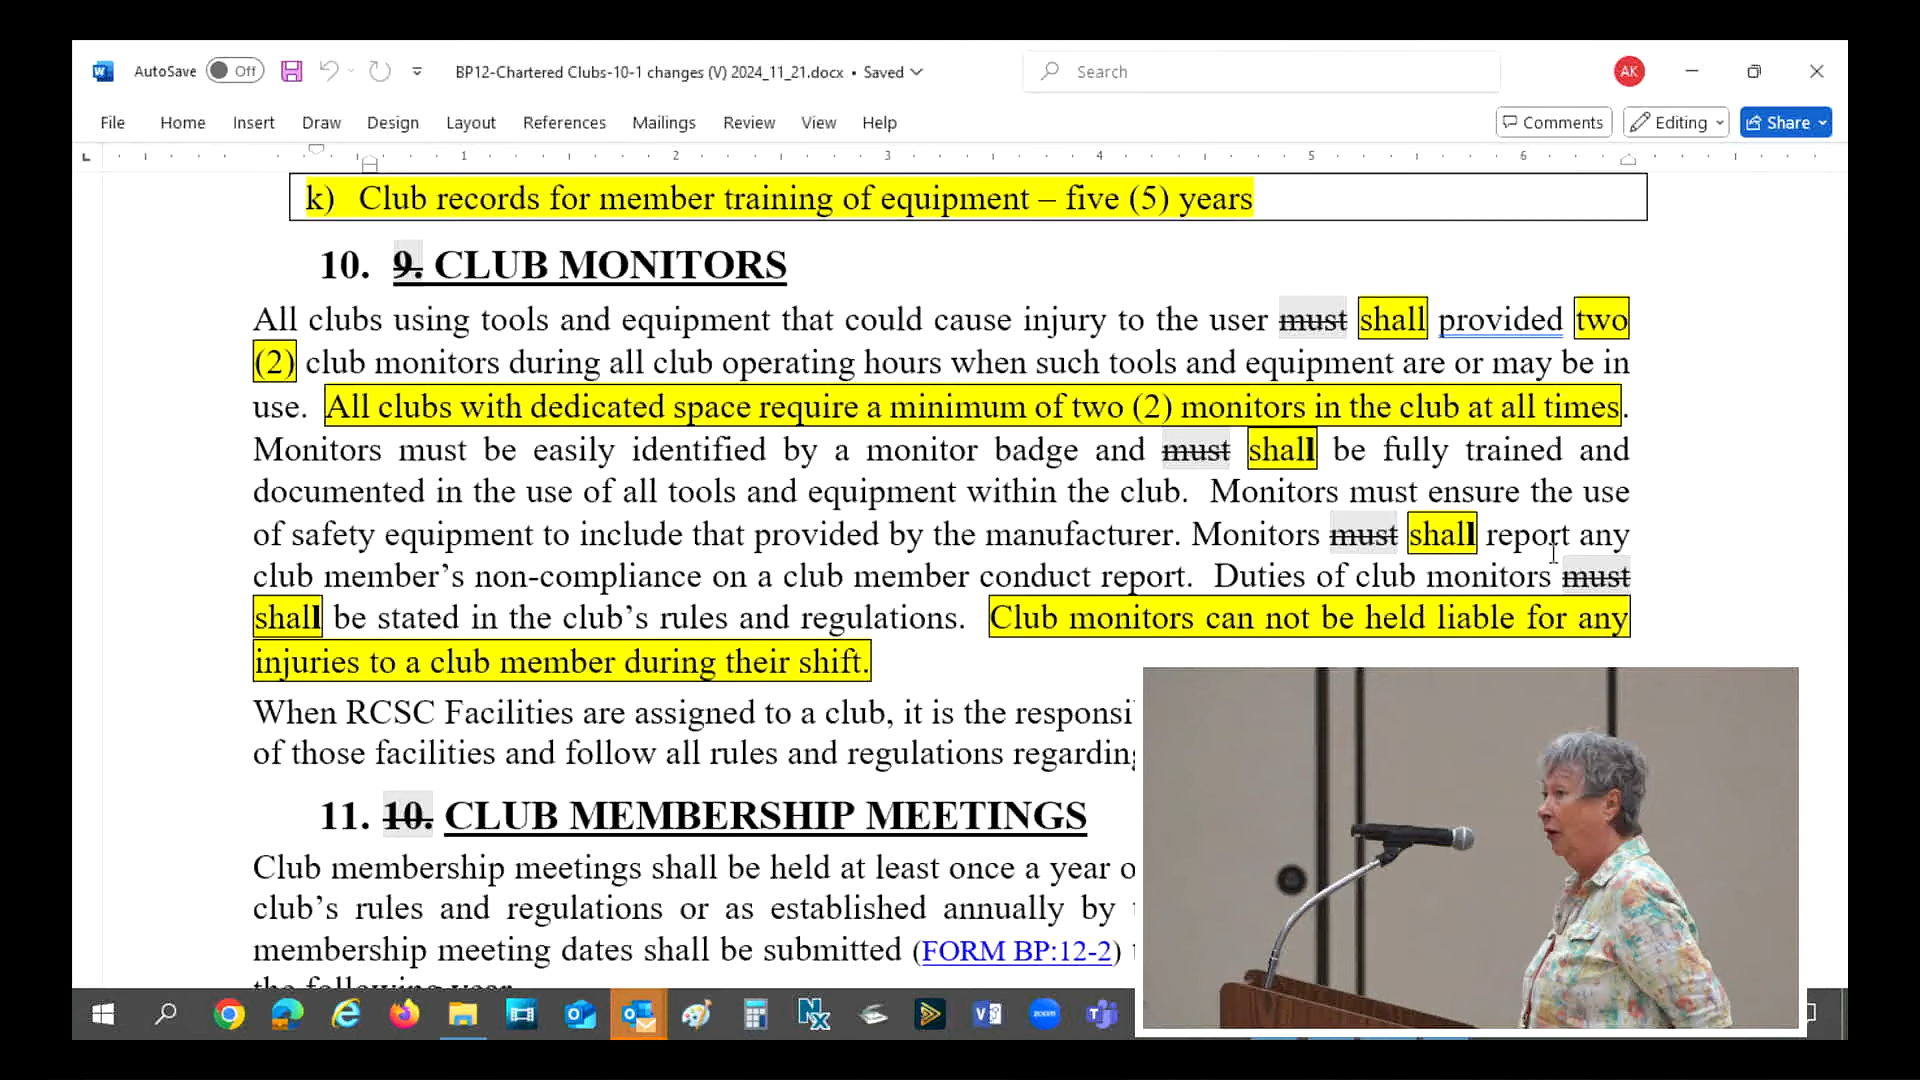 AutoSave Off BP12-Chartered Clubs-10-1 changes (V) 2024_11_21.docx • Saved Search AK
File Home Insert Draw Design Layout References Mailings Review View Help Comments Editing Share
1 2 3 4 5 6
k) Club records for member training of equipment – five (5) years
10. 9. CLUB MONITORS
All clubs using tools and equipment that could cause injury to the user must shall provided two
(2) club monitors during all club operating hours when such tools and equipment are or may be in
use. All clubs with dedicated space require a minimum of two (2) monitors in the club at all times.
Monitors must be easily identified by a monitor badge and must shall be fully trained and
documented in the use of all tools and equipment within the club. Monitors must ensure the use
of safety equipment to include that provided by the manufacturer. Monitors must shall report any
club member’s non-compliance on a club member conduct report. Duties of club monitors must
shall be stated in the club’s rules and regulations. Club monitors can not be held liable for any
injuries to a club member during their shift.
When RCSC Facilities are assigned to a club, it is the
of those facilities and follow all rules and regulations
11. 10. CLUB MEMBERSHIP MEETINGS
Club membership meetings shall be held at least once a year
club’s rules and regulations or as established annually by
membership meeting dates shall be submitted (FORM BP:12-2)
the following year
zoom